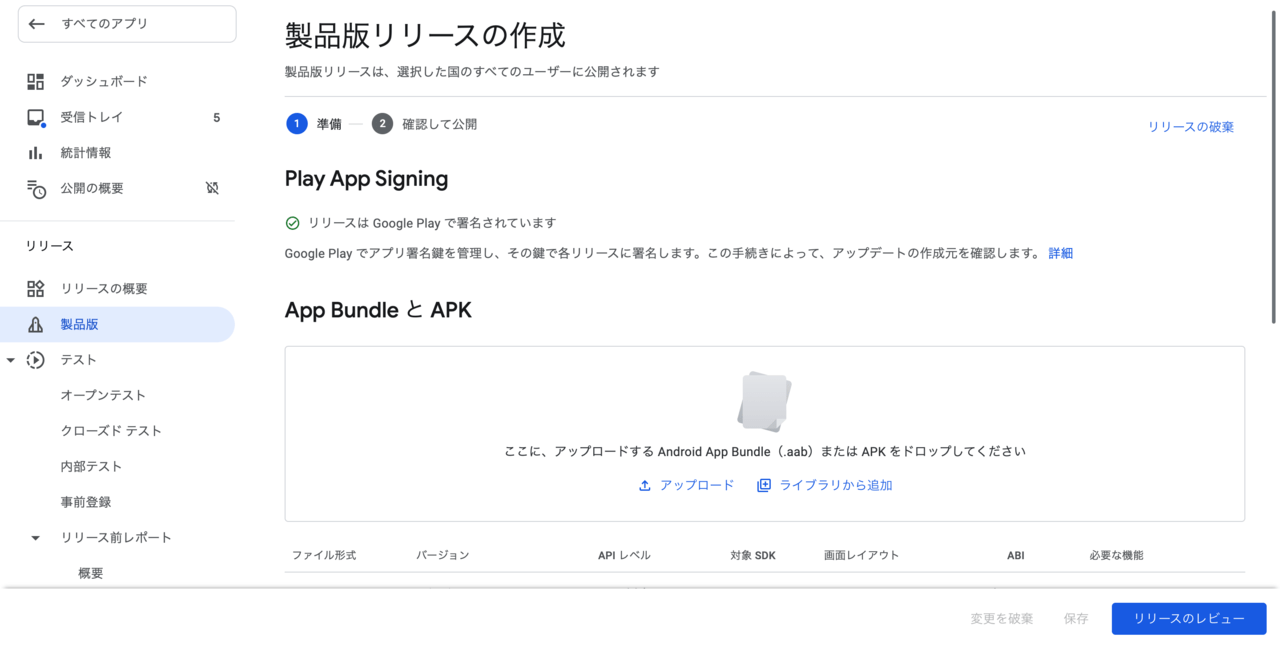 すべてのアプリ
ダッシュボード
受信トレイ 5
統計情報
公開の概要
リリース
リリースの概要
製品版
テスト
オープンテスト
クローズド テスト
内部テスト
事前登録
リリース前レポート
概要
製品版リリースの作成
製品版リリースは、選択した国のすべてのユーザーに公開されます
1 準備 — 2 確認して公開
リリースの破棄
Play App Signing
リリースは Google Play で署名されています
Google Play でアプリ署名鍵を管理し、その鍵で各リリースに署名します。この手続きによって、アップデートの作成元を確認します。 詳細
App Bundle と APK
ここに、アップロードする Android App Bundle（.aab）または APK をドロップしてください
アップロード ライブラリから追加
ファイル形式 バージョン API レベル 対象 SDK 画面レイアウト ABI 必要な機能
変更を破棄 保存 リリースのレビュー